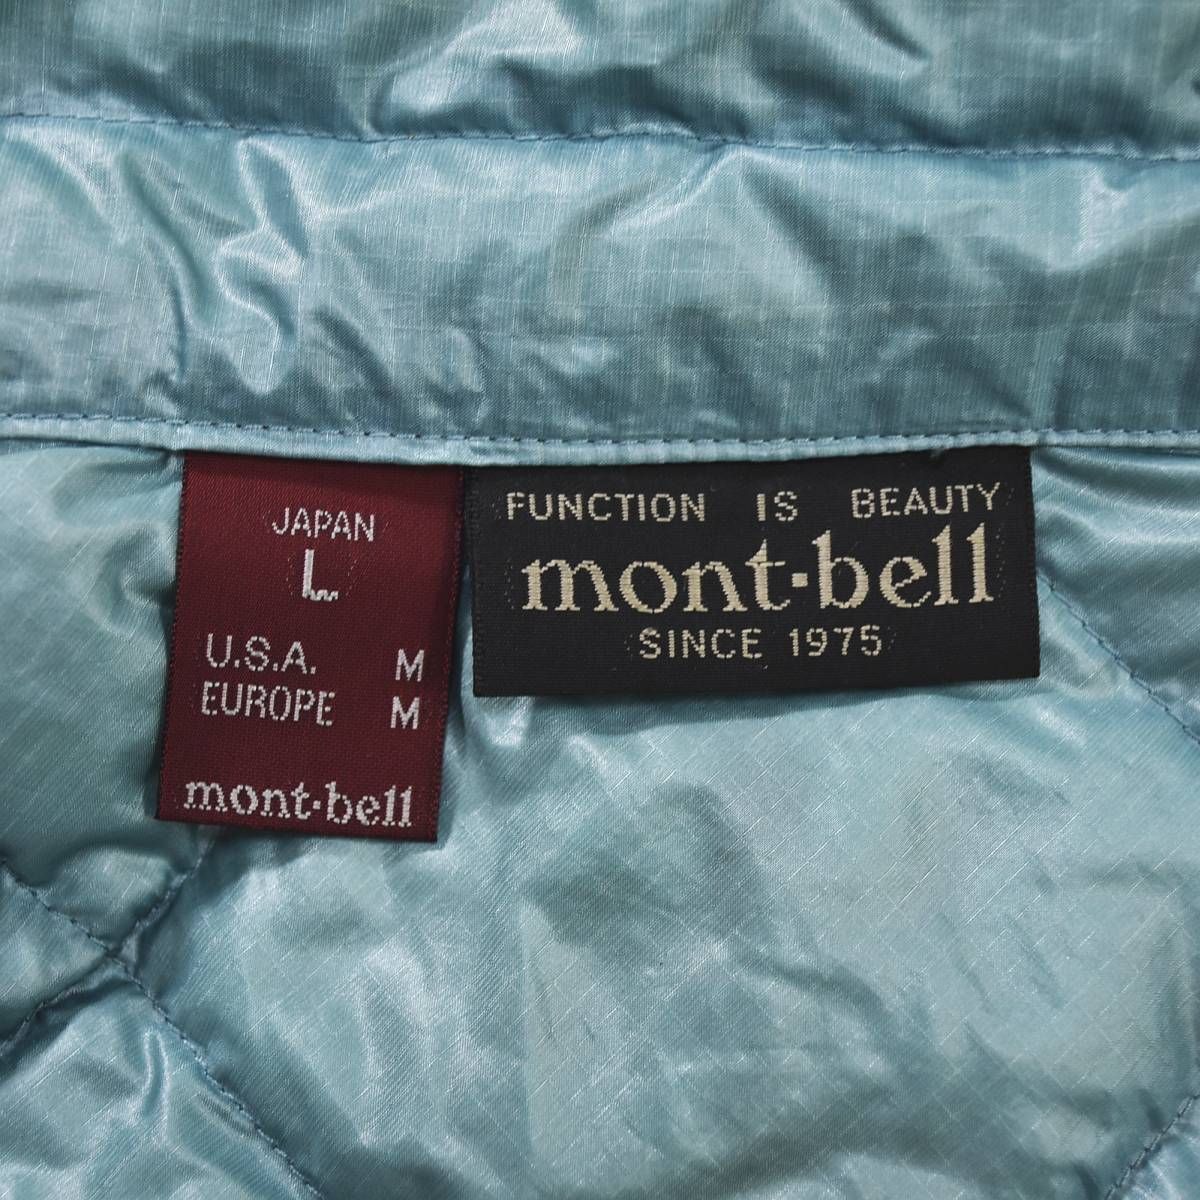 JAPAN
L
U.S.A. M
EUROPE M
mont·bell
FUNCTION IS BEAUTY
mont·bell
SINCE 1975